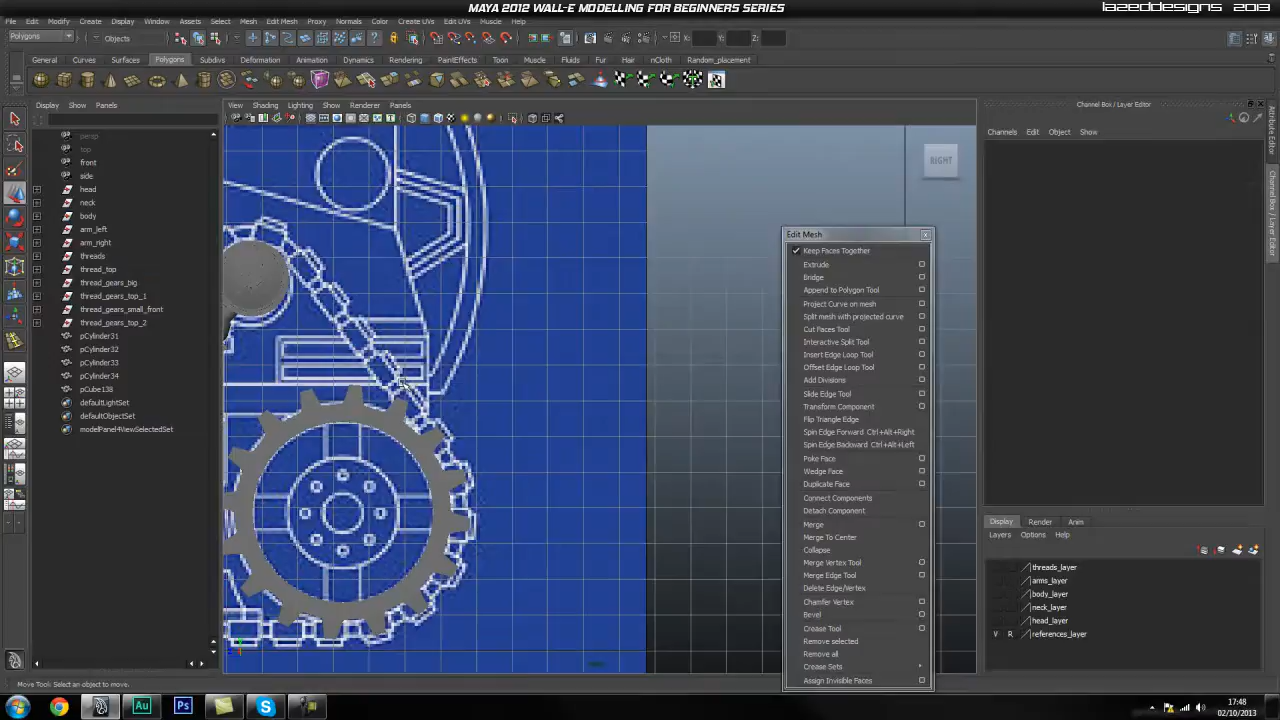 MAYA 2012 WALL-E MODELLING FOR BEGINNERS SERIES
lazeddesigns 2013
File Edit Modify Create Display Window Assets Select Mesh Edit Mesh Proxy Normals Color Create UVs Edit UVs Muscle Help
Polygons Objects X: Y: Z:
General Curves Surfaces Polygons Subdivs Deformation Animation Dynamics Rendering PaintEffects Toon Muscle Fluids Fur Hair nCloth Random_placement
Display Show Panels
View Shading Lighting Show Renderer Panels
Channel Box / Layer Editor
Channels Edit Object Show
Attribute Editor
Channel Box / Layer Editor
persp
top
front
side
head
neck
body
arm_left
arm_right
threads
thread_top
thread_gears_big
thread_gears_top_1
thread_gears_small_front
thread_gears_top_2
pCylinder31
pCylinder32
pCylinder33
pCylinder34
pCube138
defaultLightSet
defaultObjectSet
modelPanel4ViewSelectedSet
RIGHT
Edit Mesh
Keep Faces Together
Extrude
Bridge
Append to Polygon Tool
Project Curve on mesh
Split mesh with projected curve
Cut Faces Tool
Interactive Split Tool
Insert Edge Loop Tool
Offset Edge Loop Tool
Add Divisions
Slide Edge Tool
Transform Component
Flip Triangle Edge
Spin Edge Forward Ctrl+Alt+Right
Spin Edge Backward Ctrl+Alt+Left
Poke Face
Wedge Face
Duplicate Face
Connect Components
Detach Component
Merge
Merge To Center
Collapse
Merge Vertex Tool
Merge Edge Tool
Delete Edge/Vertex
Chamfer Vertex
Bevel
Crease Tool
Remove selected
Remove all
Crease Sets
Assign Invisible Faces
Display Render Anim
Layers Options Help
threads_layer
arms_layer
body_layer
neck_layer
head_layer
V R references_layer
Move Tool: Select an object to move.
Au Ps
17:48
02/10/2013